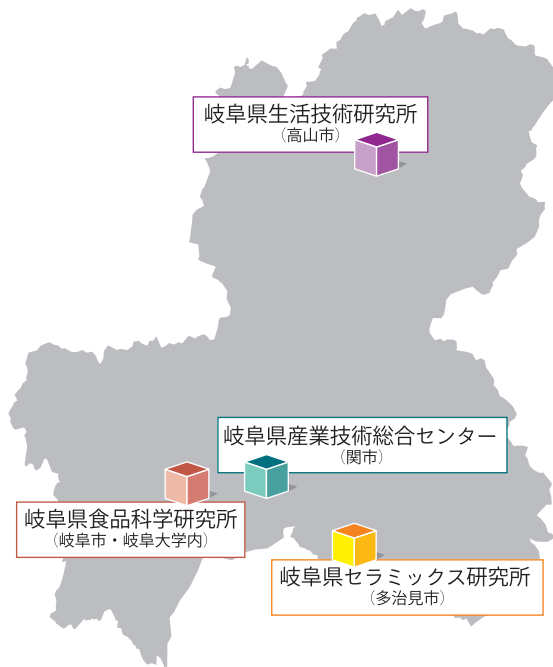 岐阜県生活技術研究所
（高山市）
岐阜県産業技術総合センター
（関市）
岐阜県食品科学研究所
（岐阜市・岐阜大学内）
岐阜県セラミックス研究所
（多治見市）